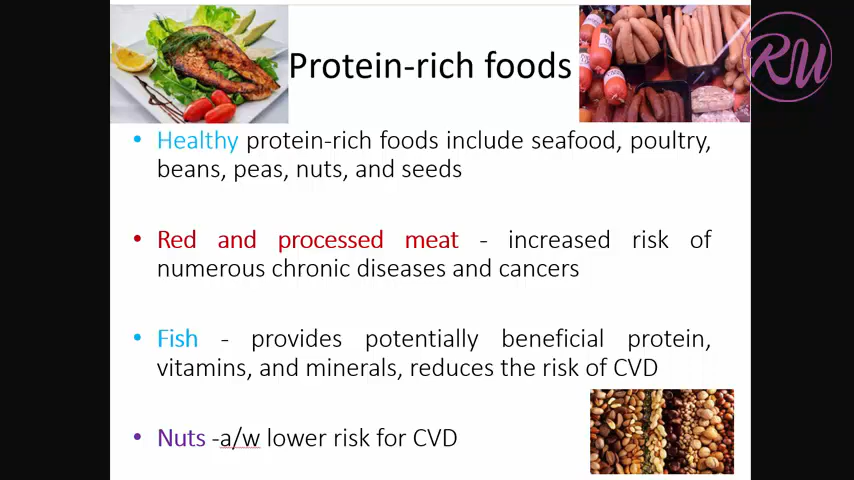 RU
Protein-rich foods
• Healthy protein-rich foods include seafood, poultry,
beans, peas, nuts, and seeds
• Red and processed meat - increased risk of
numerous chronic diseases and cancers
• Fish - provides potentially beneficial protein,
vitamins, and minerals, reduces the risk of CVD
• Nuts -a/w lower risk for CVD